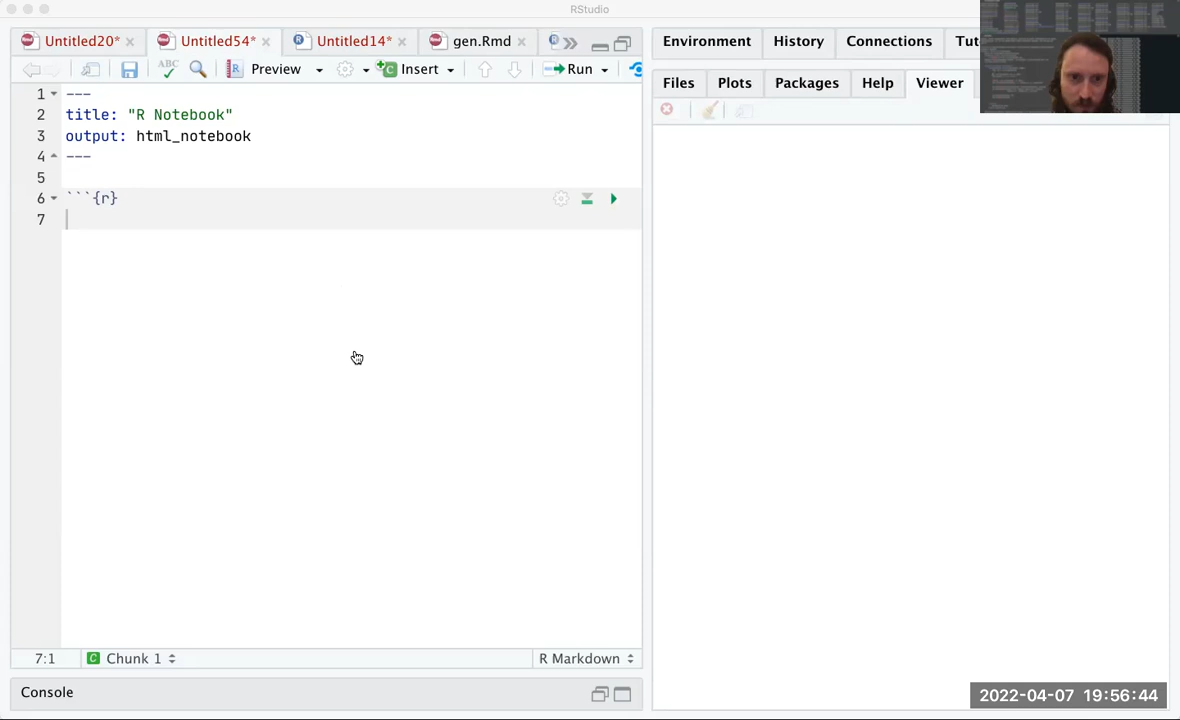 RStudio
Untitled20* Untitled54* Untitled14* gen.Rmd
Environment History Connections Tut
ABC Preview Insert Run
Files Plots Packages Help Viewer
1 ---
2 title: "R Notebook"
3 output: html_notebook
4 ---
5
6 ```{r}
7
7:1 Chunk 1 R Markdown
Console
2022-04-07 19:56:44